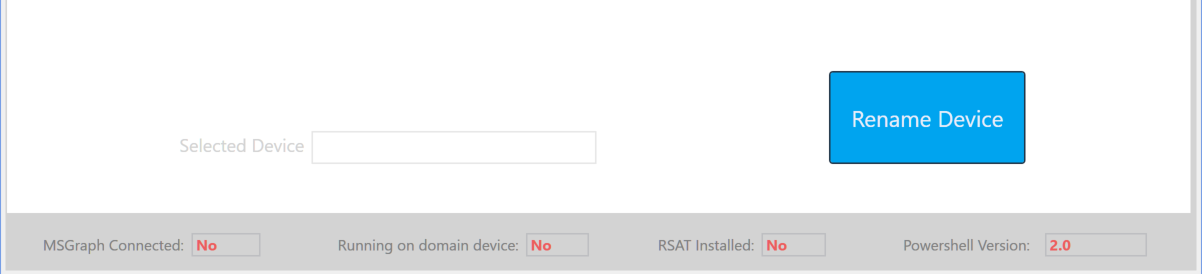 Rename Device
Selected Device
MSGraph Connected: No Running on domain device: No RSAT Installed: No Powershell Version: 2.0